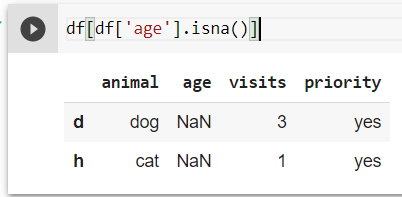 df[df['age'].isna()]
animal age visits priority
d dog NaN 3 yes
h cat NaN 1 yes